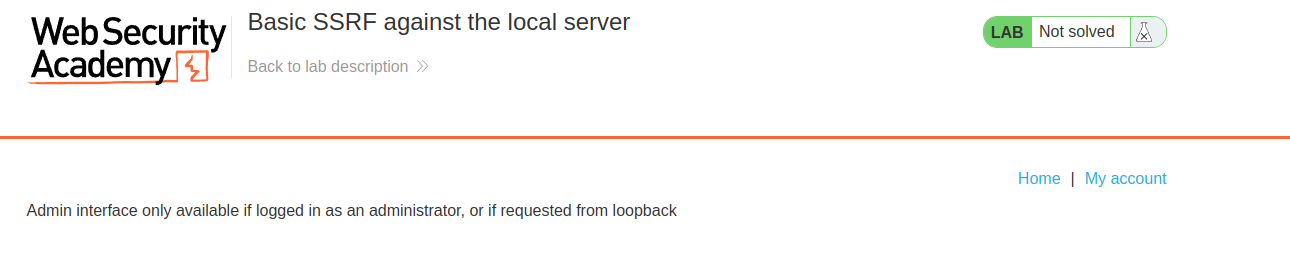 Web Security
Academy
Basic SSRF against the local server
Back to lab description
LAB Not solved
Home | My account
Admin interface only available if logged in as an administrator, or if requested from loopback